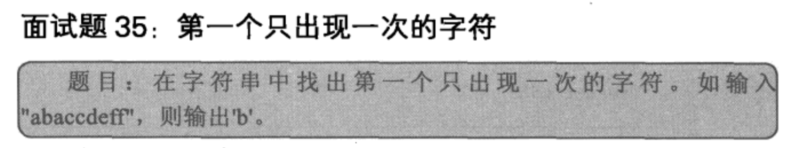 面试题 35：第一个只出现一次的字符
题目：在字符串中找出第一个只出现一次的字符。如输入
"abaccdeff"，则输出'b'。